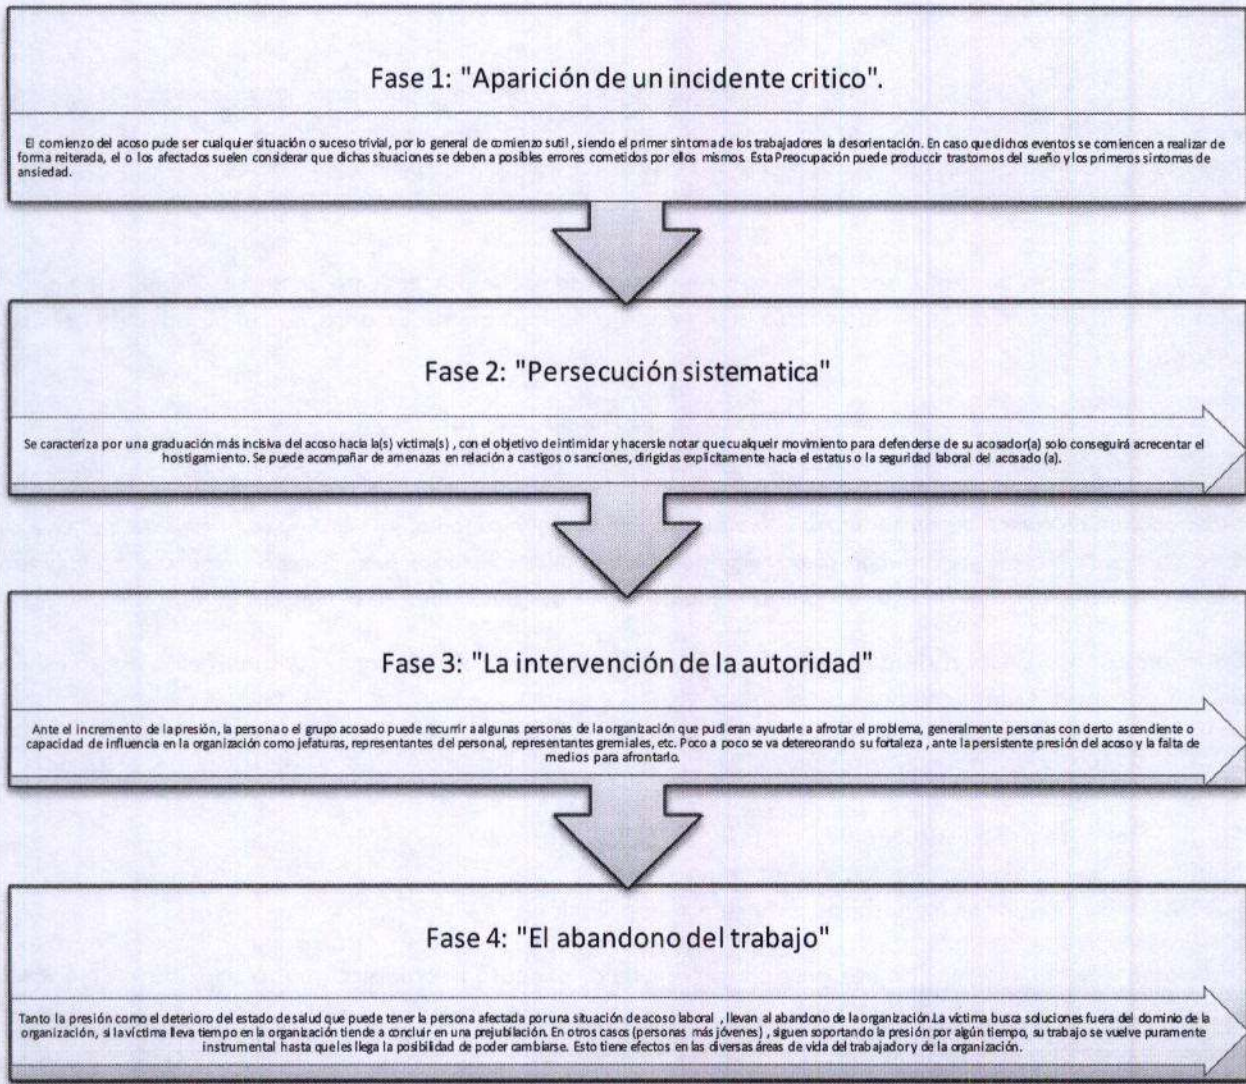 Fase 1: "Aparición de un incidente critico".
El comienzo del acoso pude ser cualquier situación o suceso trivial, por lo general de comienzo sutil , siendo el primer sintoma de los trabajadores la desorientación. En caso que dichos eventos se comiencen a realizar de
forma reiterada, el o los afectados suelen considerar que dichas situaciones se deben a posibles errores cometidos por ellos mismos. Esta Preocupación puede produccir trastornos del sueño y los primeros sintomas de
ansiedad.
Fase 2: "Persecución sistematica"
Se caracteriza por una graduación más incisiva del acoso hacia la(s) victima(s) , con el objetivo de intimidar y hacersle notar que cualqueir movimiento para defenderse de su acosador(a) solo conseguirá acrecentar el
hostigamiento. Se puede acompañar de amenazas en relación a castigos o sanciones, dirigidas explicitamente hacia el estatus o la seguridad laboral del acosado (a).
Fase 3: "La intervención de la autoridad"
Ante el incremento de la presión, la persona o el grupo acosado puede recurrir a algunas personas de la organización que pudieran ayudarle a afrotar el problema, generalmente personas con cierto ascendiente o
capacidad de influencia en la organización como jefaturas, representantes del personal, representantes gremiales, etc. Poco a poco se va detereorando su fortaleza , ante la persistente presión del acoso y la falta de
medios para afrontarlo.
Fase 4: "El abandono del trabajo"
Tanto la presión como el deterioro del estado de salud que puede tener la persona afectada por una situación de acoso laboral , llevan al abandono de la organización.La victima busca soluciones fuera del dominio de la
organización, si la víctima lleva tiempo en la organización tiende a concluir en una prejubilación. En otros casos (personas más jóvenes) , siguen soportando la presión por algún tiempo, su trabajo se vuelve puramente
instrumental hasta que les llega la posibilidad de poder cambiarse. Esto tiene efectos en las diversas áreas de vida del trabajador y de la organización.